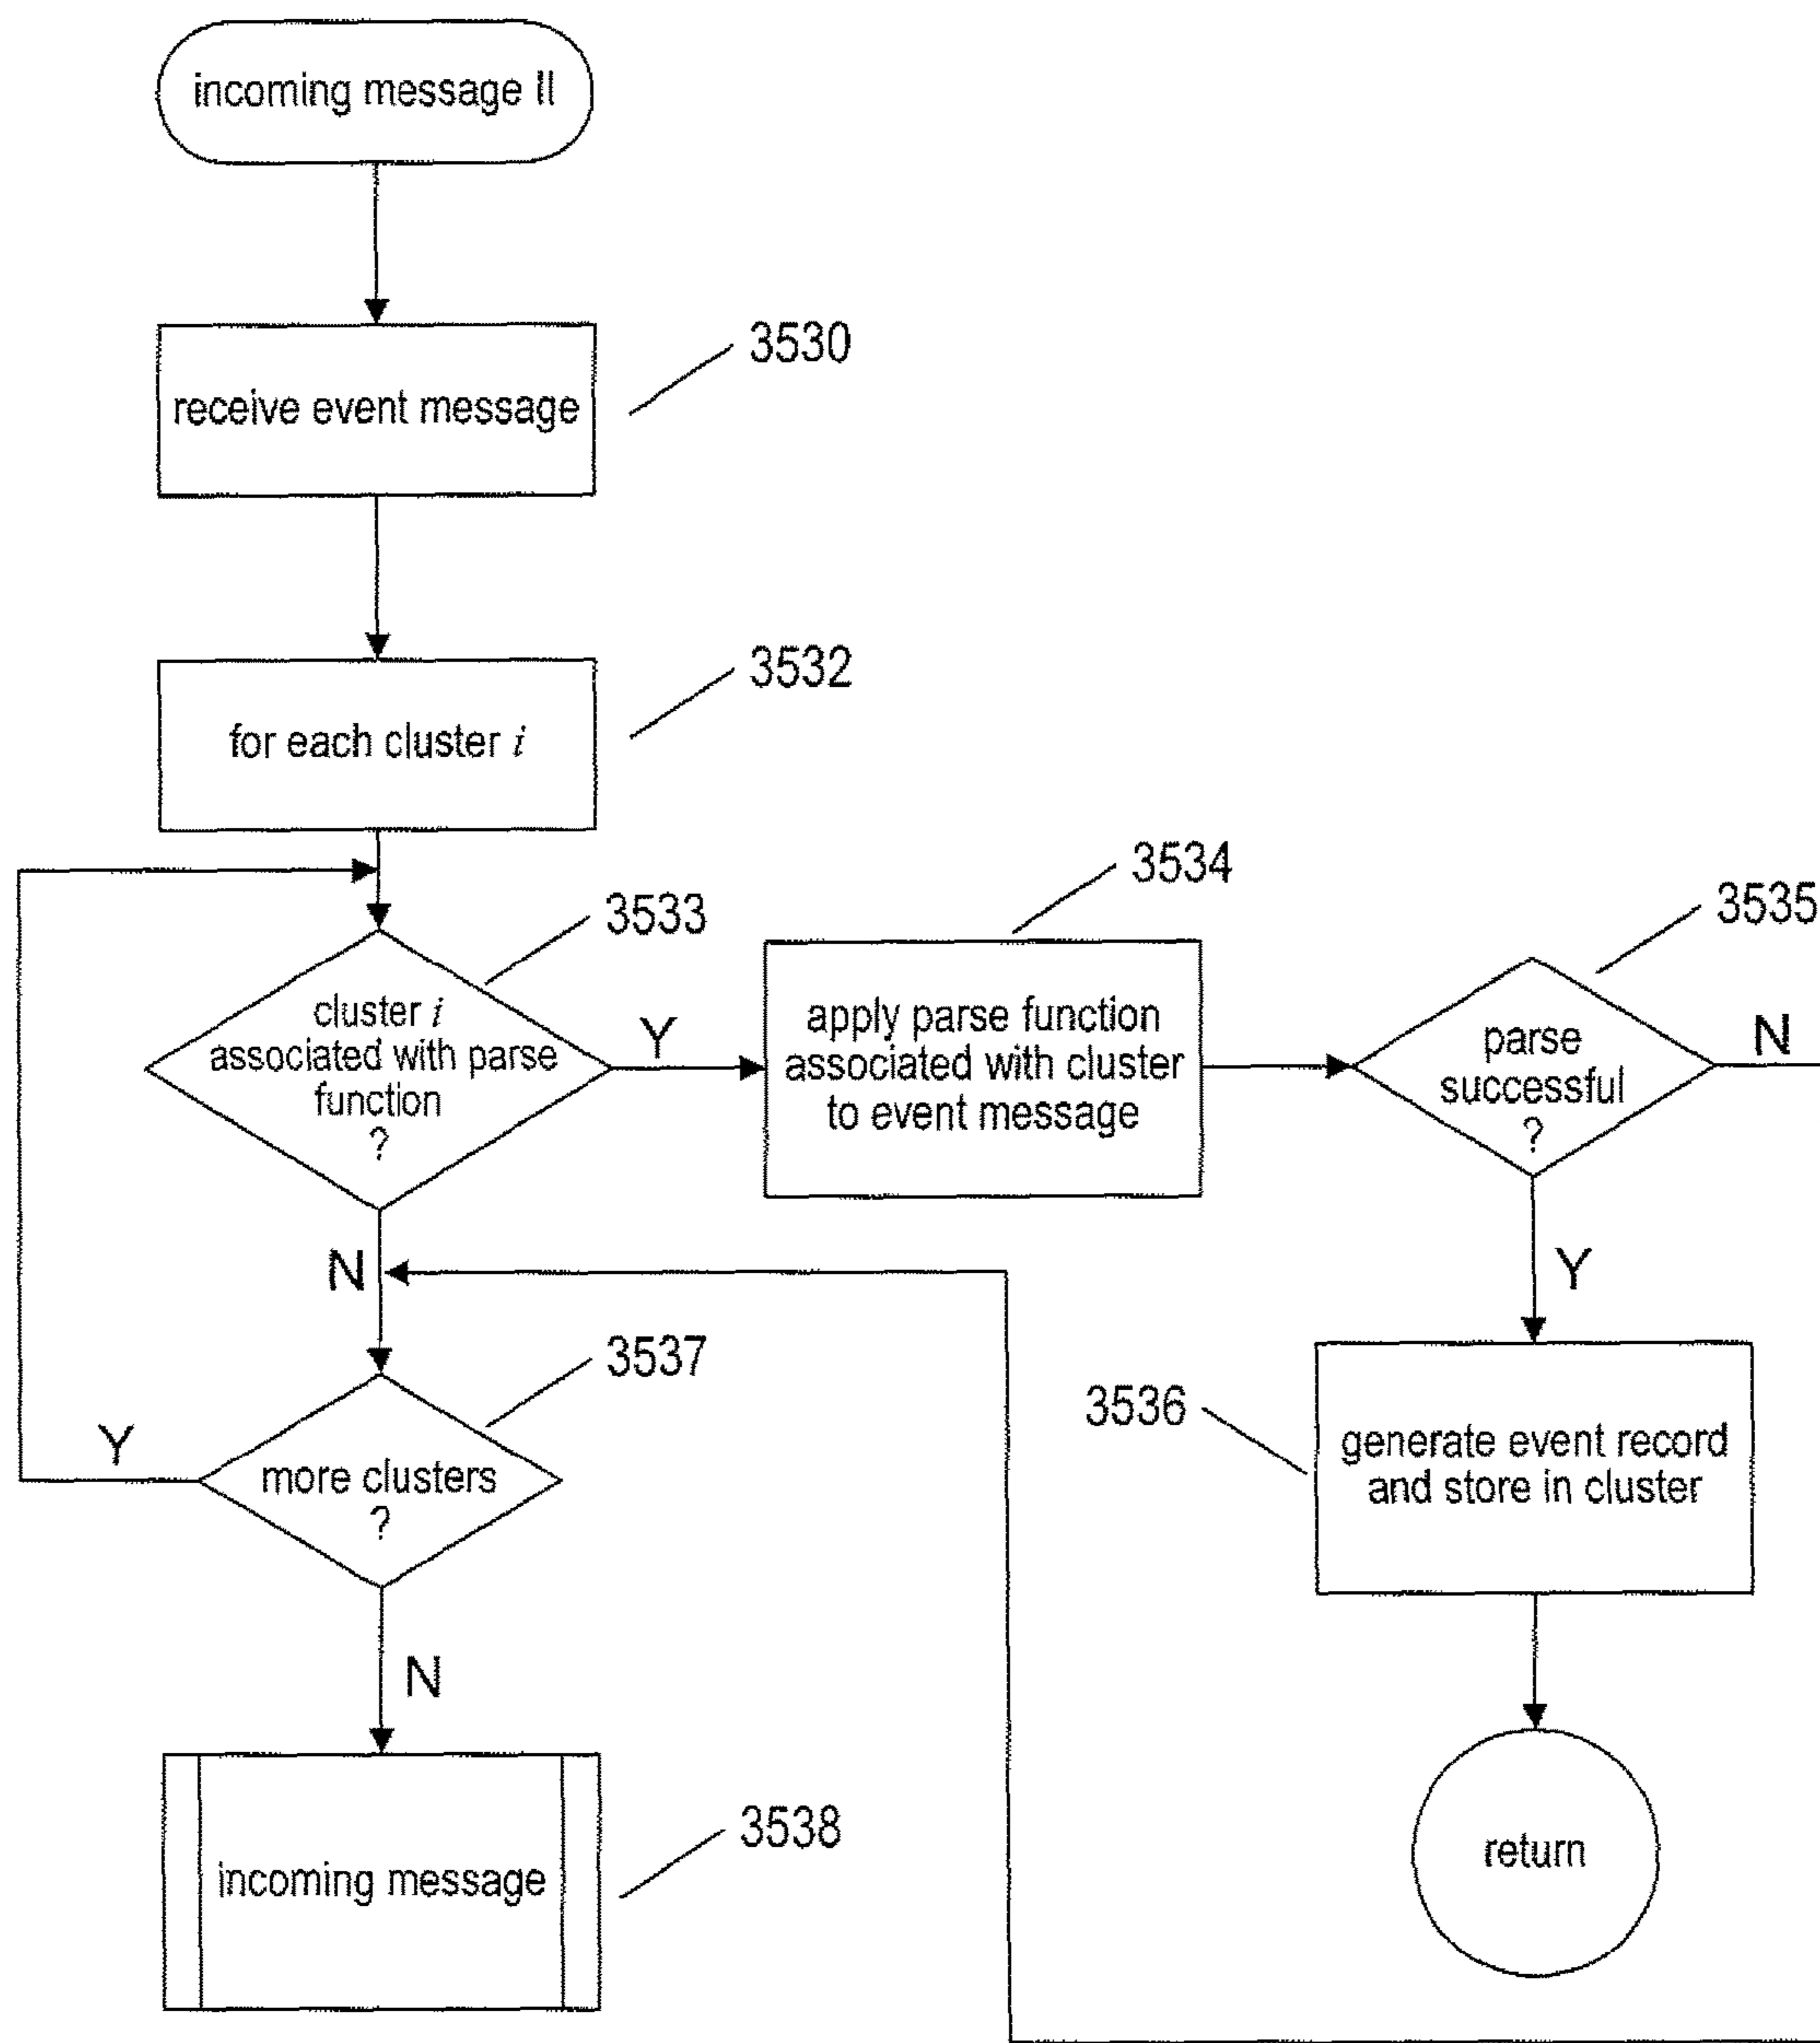 incoming message II
3530
receive event message
3532
for each cluster i
3533
cluster i
associated with parse
function
?
Y
3534
apply parse function
associated with cluster
to event message
3535
parse
successful
?
N
Y
N
3537
more clusters
?
Y
3536
generate event record
and store in cluster
N
3538
incoming message
return